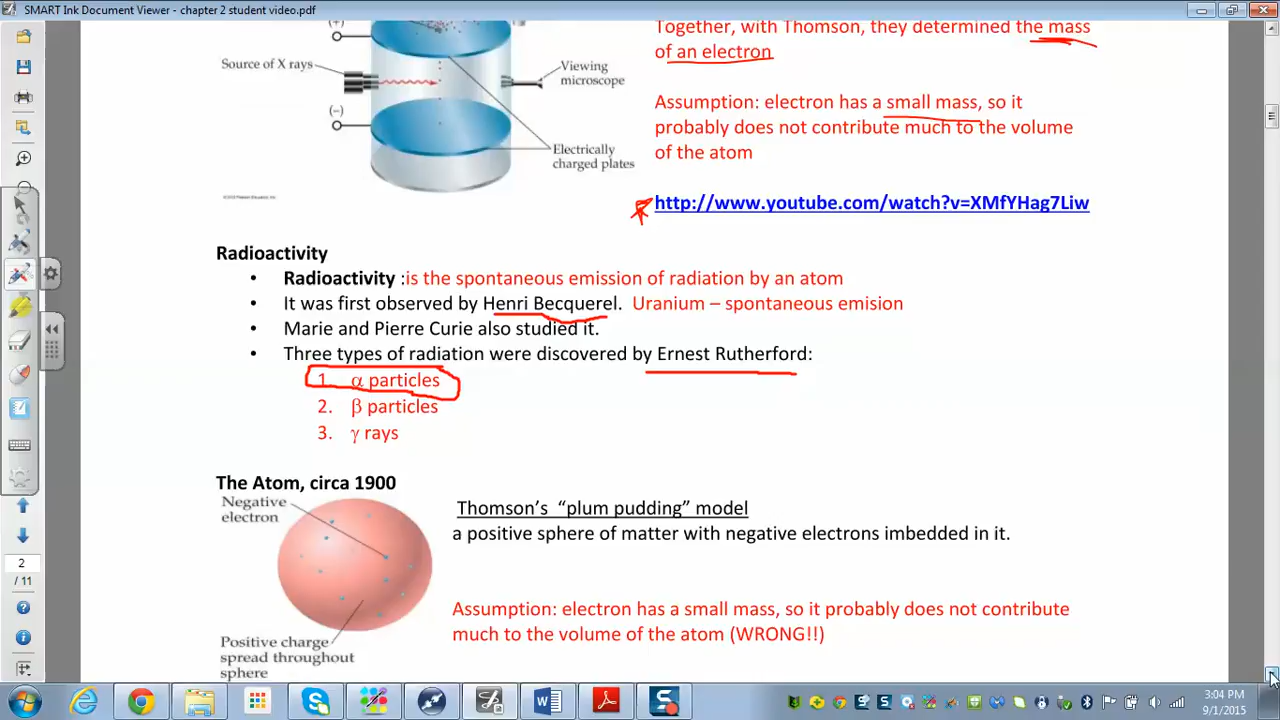 SMART Ink Document Viewer - chapter 2 student video.pdf
Together, with Thomson, they determined the mass
of an electron
(+)
Source of X rays
Viewing
microscope
(−)
Electrically
charged plates
Assumption: electron has a small mass, so it
probably does not contribute much to the volume
of the atom
http://www.youtube.com/watch?v=XMfYHag7Liw
Radioactivity
• Radioactivity :is the spontaneous emission of radiation by an atom
• It was first observed by Henri Becquerel. Uranium – spontaneous emision
• Marie and Pierre Curie also studied it.
• Three types of radiation were discovered by Ernest Rutherford:
1. α particles
2. β particles
3. γ rays
The Atom, circa 1900
Negative
electron
Positive charge
spread throughout
sphere
Thomson's “plum pudding” model
a positive sphere of matter with negative electrons imbedded in it.
Assumption: electron has a small mass, so it probably does not contribute
much to the volume of the atom (WRONG!!)
2
/ 11
3:04 PM
9/1/2015